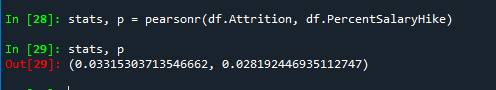 In [28]: stats, p = pearsonr(df.Attrition, df.PercentSalaryHike)
In [29]: stats, p
Out[29]: (0.03315303713546662, 0.028192446935112747)